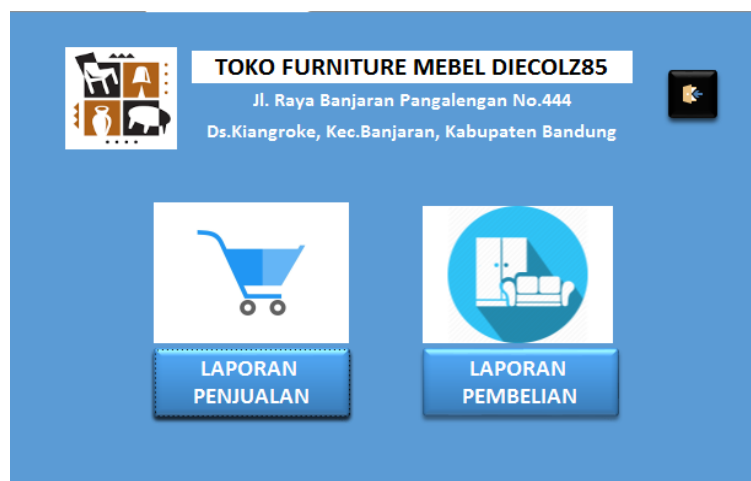 TOKO FURNITURE MEBEL DIECOLZ85
Jl. Raya Banjaran Pangalengan No.444
Ds.Kiangroke, Kec.Banjaran, Kabupaten Bandung
LAPORAN
PENJUALAN
LAPORAN
PEMBELIAN